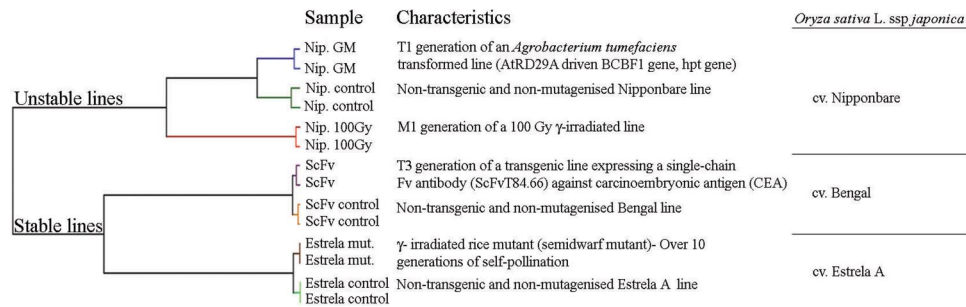 Sample Characteristics Oryza sativa L. ssp japonica
Nip. GM T1 generation of an Agrobacterium tumefaciens
Nip. GM transformed line (AtRD29A driven BCBF1 gene, hpt gene)
Nip. control Non-transgenic and non-mutagenised Nipponbare line
Unstable lines cv. Nipponbare
Nip. control
Nip. 100Gy M1 generation of a 100 Gy γ-irradiated line
Nip. 100Gy
ScFv T3 generation of a transgenic line expressing a single-chain
ScFv Fv antibody (ScFvT84.66) against carcinoembryonic antigen (CEA)
cv. Bengal
ScFv control Non-transgenic and non-mutagenised Bengal line
ScFv control
Stable lines
Estrela mut. γ- irradiated rice mutant (semidwarf mutant)- Over 10
Estrela mut. generations of self-pollination
cv. Estrela A
Estrela control Non-transgenic and non-mutagenised Estrela A line
Estrela control